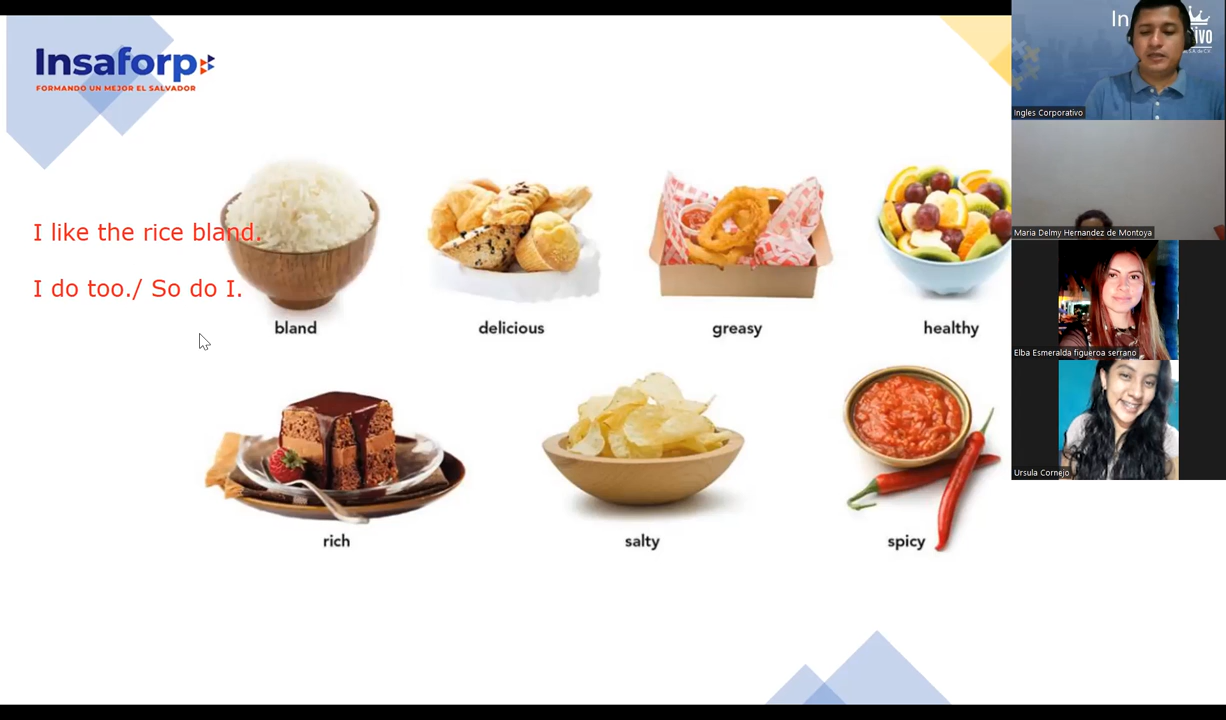 Insaforp
FORMANDO UN MEJOR EL SALVADOR
I like the rice bland.
I do too./ So do I.
bland
delicious
greasy
healthy
rich
salty
spicy
In
Ingles Corporativo
Maria Delmy Hernandez de Montoya
Elba Esmeralda figueroa serrano
Ursula Cornejo